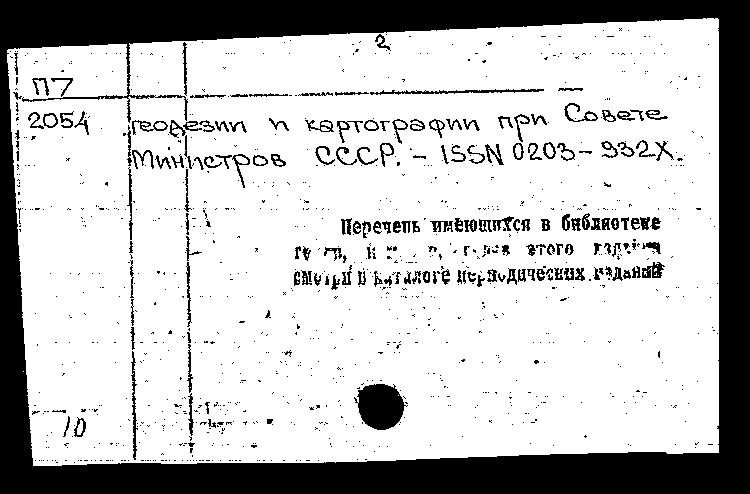 2
П7
2054 геодезии и картографии при Совете
Министров СССР. - ISSN 0203-932X.
Перечень имеющихся в библиотеке
этого издания
смотри в каталоге периодических изданий
10